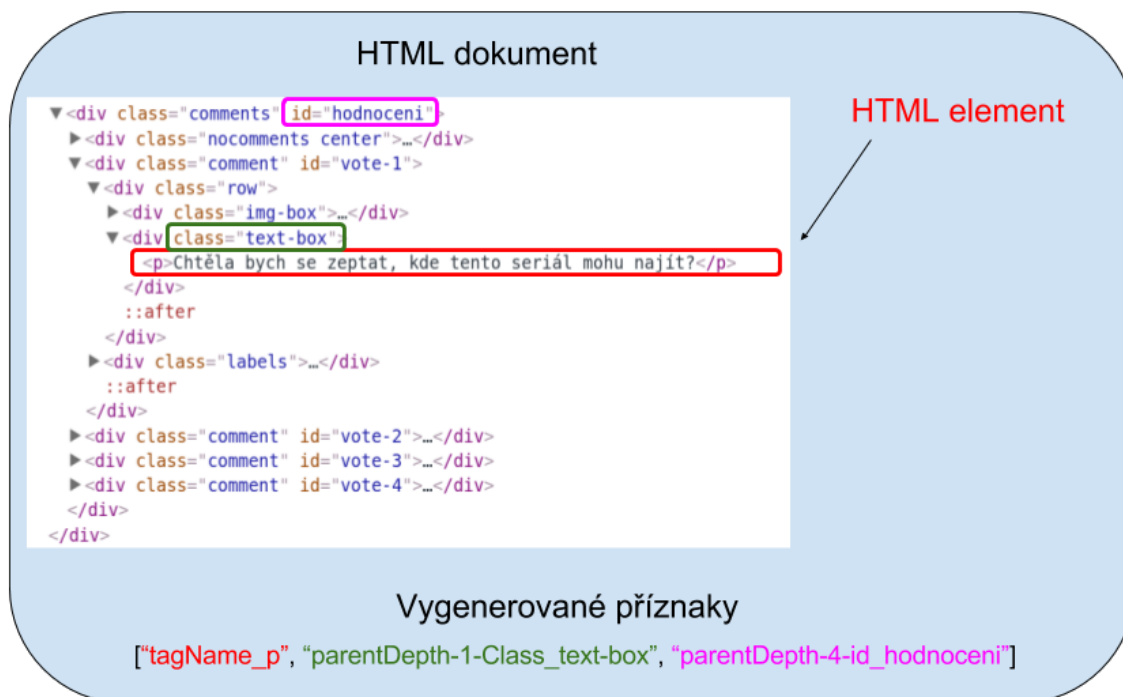 HTML dokument
HTML element
▼<div class="comments" id="hodnoceni">
▶<div class="nocomments center">…</div>
▼<div class="comment" id="vote-1">
▼<div class="row">
▶<div class="img-box">…</div>
▼<div class="text-box">
<p>Chtěla bych se zeptat, kde tento seriál mohu najít?</p>
</div>
::after
</div>
▶<div class="labels">…</div>
::after
</div>
▶<div class="comment" id="vote-2">…</div>
▶<div class="comment" id="vote-3">…</div>
▶<div class="comment" id="vote-4">…</div>
</div>
</div>
Vygenerované příznaky
[“tagName_p”, “parentDepth-1-Class_text-box”, “parentDepth-4-id_hodnoceni”]